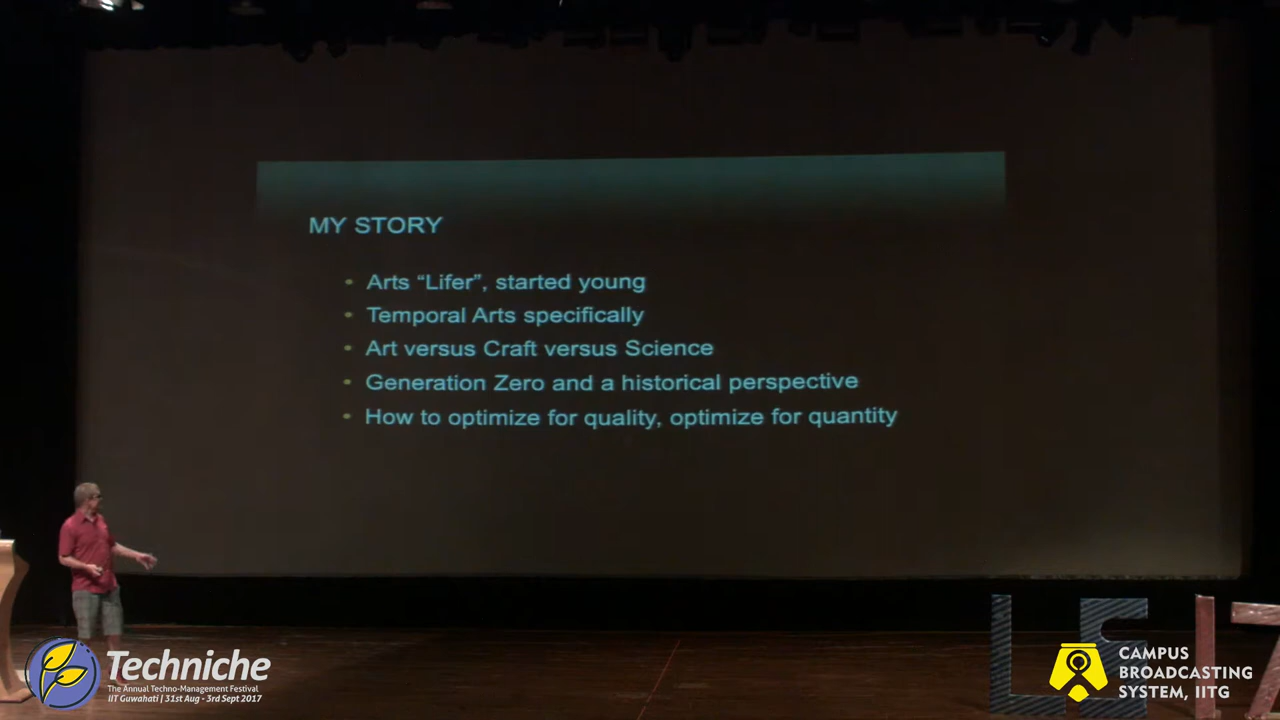 MY STORY
Arts “Lifer”, started young
Temporal Arts specifically
Art versus Craft versus Science
Generation Zero and a historical perspective
How to optimize for quality, optimize for quantity
Techniche
The Annual Techno-Management Festival
IIT Guwahati | 31st Aug - 3rd Sept 2017
CAMPUS
BROADCASTING
SYSTEM, IITG